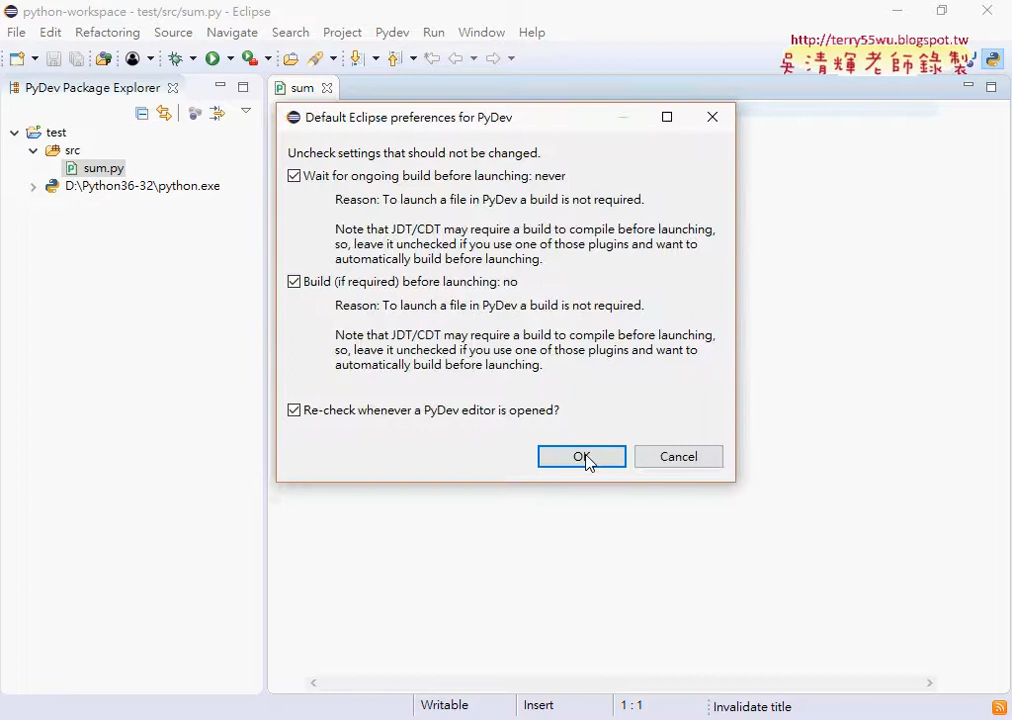 python-workspace - test/src/sum.py - Eclipse
File Edit Refactoring Source Navigate Search Project Pydev Run Window Help
http://terry55wu.blogspot.tw
吳清輝老師錄製
PyDev Package Explorer
sum
test
src
sum.py
D:\Python36-32\python.exe
Default Eclipse preferences for PyDev
Uncheck settings that should not be changed.
Wait for ongoing build before launching: never
Reason: To launch a file in PyDev a build is not required.
Note that JDT/CDT may require a build to compile before launching,
so, leave it unchecked if you use one of those plugins and want to
automatically build before launching.
Build (if required) before launching: no
Reason: To launch a file in PyDev a build is not required.
Note that JDT/CDT may require a build to compile before launching,
so, leave it unchecked if you use one of those plugins and want to
automatically build before launching.
Re-check whenever a PyDev editor is opened?
OK Cancel
Writable Insert 1 : 1 Invalidate title